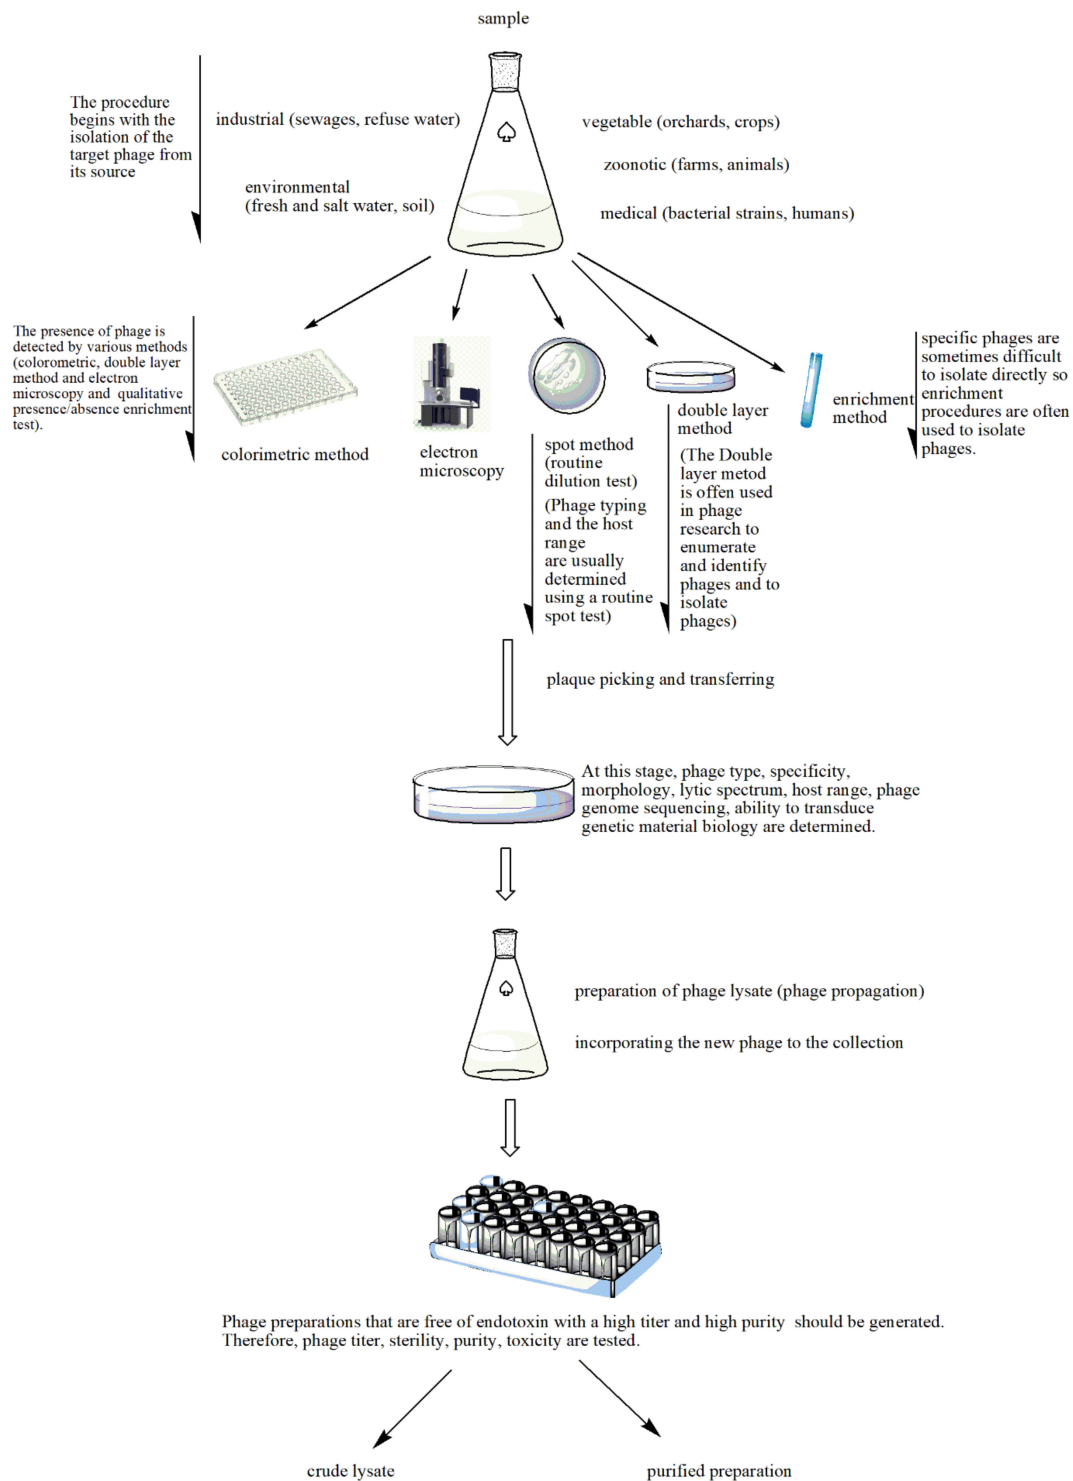 sample
The procedure
begins with the
isolation of the
target phage from
its source
industrial (sewages, refuse water)
environmental
(fresh and salt water, soil)
vegetable (orchards, crops)
zoonotic (farms, animals)
medical (bacterial strains, humans)
The presence of phage is
detected by various methods
(colorometric, double layer
method and electron
microscopy and qualitative
presence/absence enrichment
test).
colorimetric method
electron
microscopy
spot method
(routine
dilution test)
(Phage typing
and the host
range
are usually
determined
using a routine
spot test)
double layer
method
(The Double
layer metod
is offen used
in phage
research to
enumerate
and identify
phages and to
isolate
phages)
enrichment
method
specific phages are
sometimes difficult
to isolate directly so
enrichment
procedures are often
used to isolate
phages.
plaque picking and transferring
At this stage, phage type, specificity,
morphology, lytic spectrum, host range, phage
genome sequencing, ability to transduce
genetic material biology are determined.
preparation of phage lysate (phage propagation)
incorporating the new phage to the collection
Phage preparations that are free of endotoxin with a high titer and high purity should be generated.
Therefore, phage titer, sterility, purity, toxicity are tested.
crude lysate
purified preparation